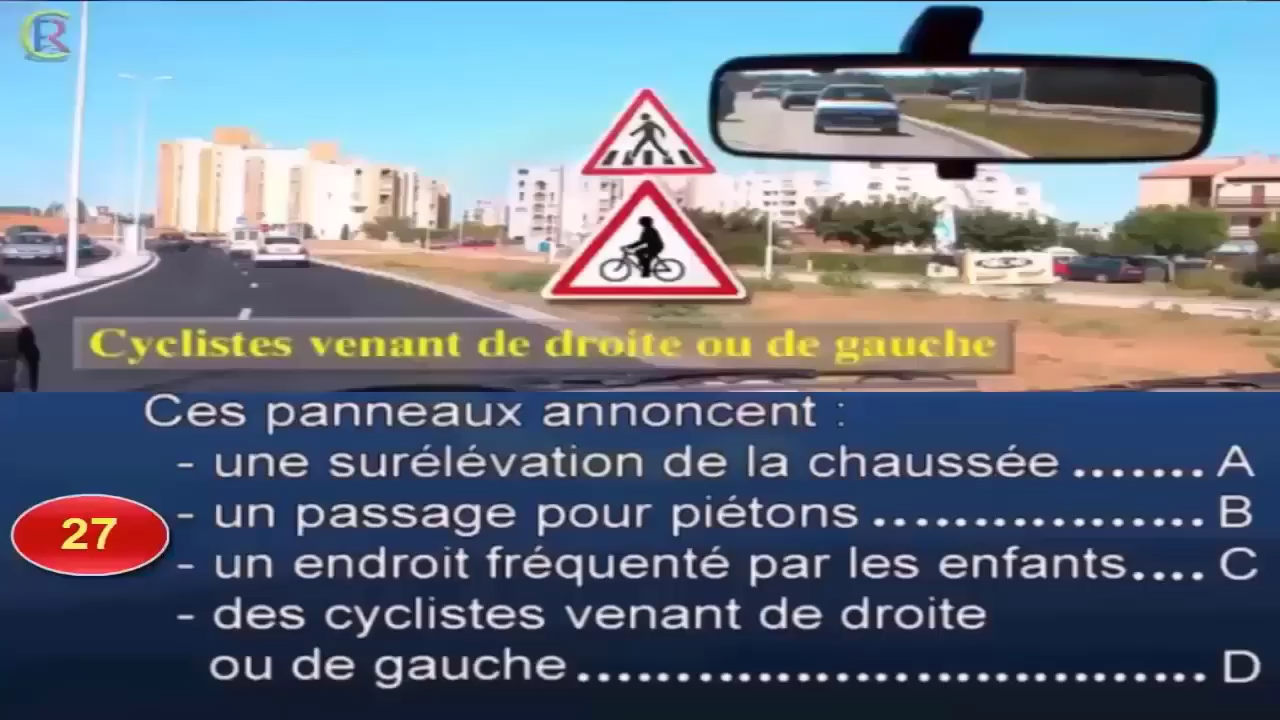 CR
Cyclistes venant de droite ou de gauche
Ces panneaux annoncent :
- une surélévation de la chaussée ....... A
- un passage pour piétons .................. B
27
- un endroit fréquenté par les enfants.... C
- des cyclistes venant de droite
ou de gauche ................................ D